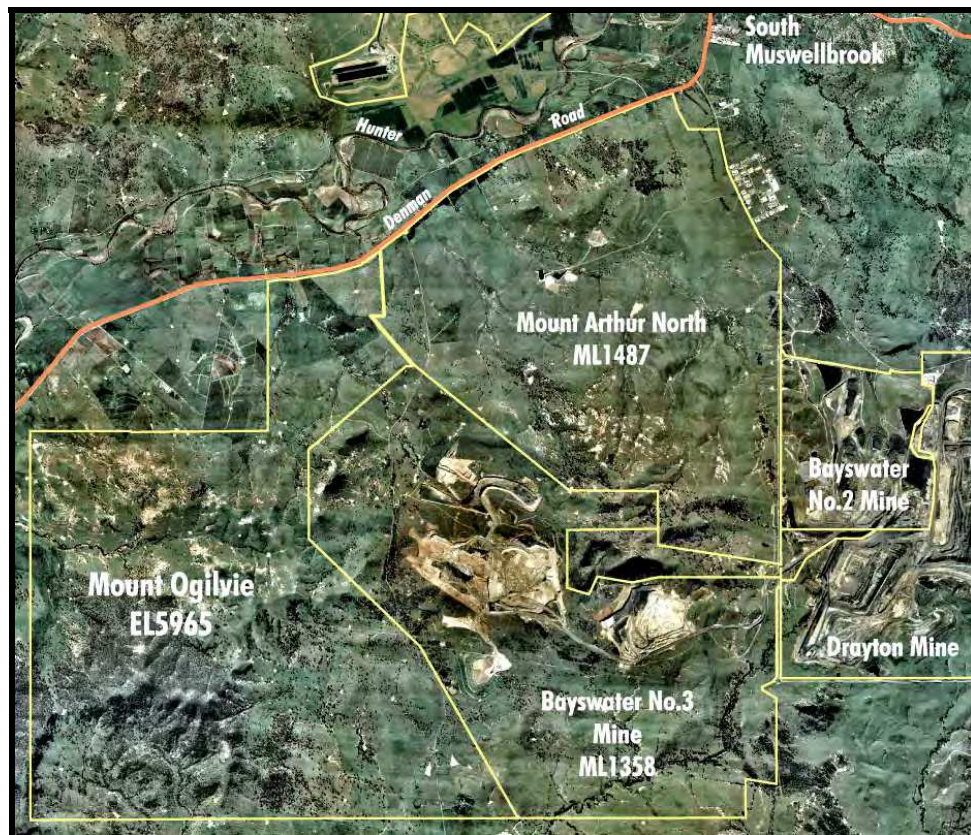 South
Muswellbrook
Hunter
Road
Denman
Mount Arthur North
ML1487
Bayswater
No.2 Mine
Mount Ogilvie
EL5965
Drayton Mine
Bayswater No.3
Mine
ML1358